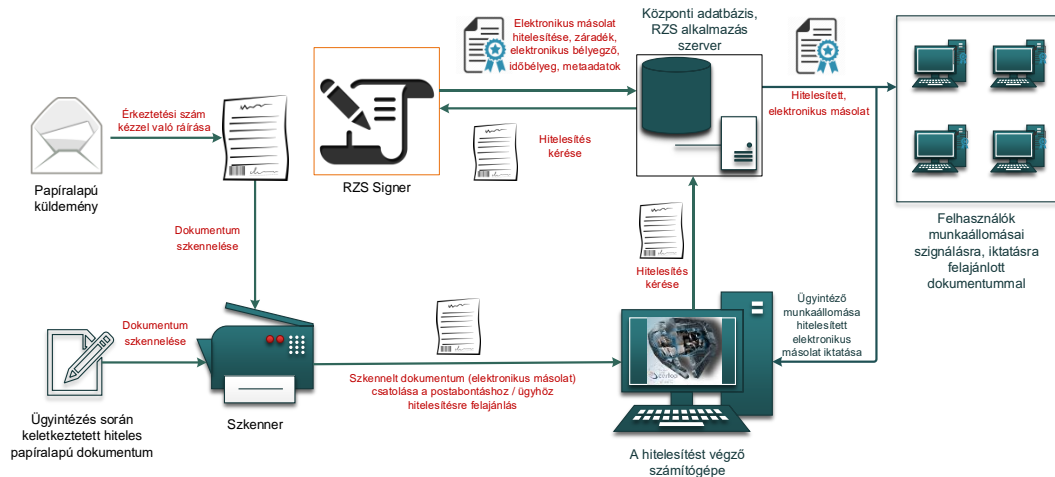 Elektronikus másolat
hitelesítése, záradék,
elektronikus bélyegző,
időbélyeg, metaadatok
Központi adatbázis,
RZS alkalmazás
szerver
Érkeztetési szám
kézzel való ráírása
Hitelesítés
kérése
Hitelesített,
elektronikus másolat
Papíralapú
küldemény
RZS Signer
Felhasználók
munkaállomásai
szignálásra, iktatásra
felajánlott
dokumentummal
Dokumentum
szkennelése
Hitelesítés
kérése
Ügyintéző
munkaállomása
hitelesített
elektronikus
másolat iktatása
Dokumentum
szkennelése
Szkennelt dokumentum (elektronikus másolat)
csatolása a postabontáshoz / ügyhöz
hitelesítésre felajánlás
Ügyintézés során
keletkeztetett hiteles
papíralapú dokumentum
Szkenner
A hitelesítést végző
számítógépe